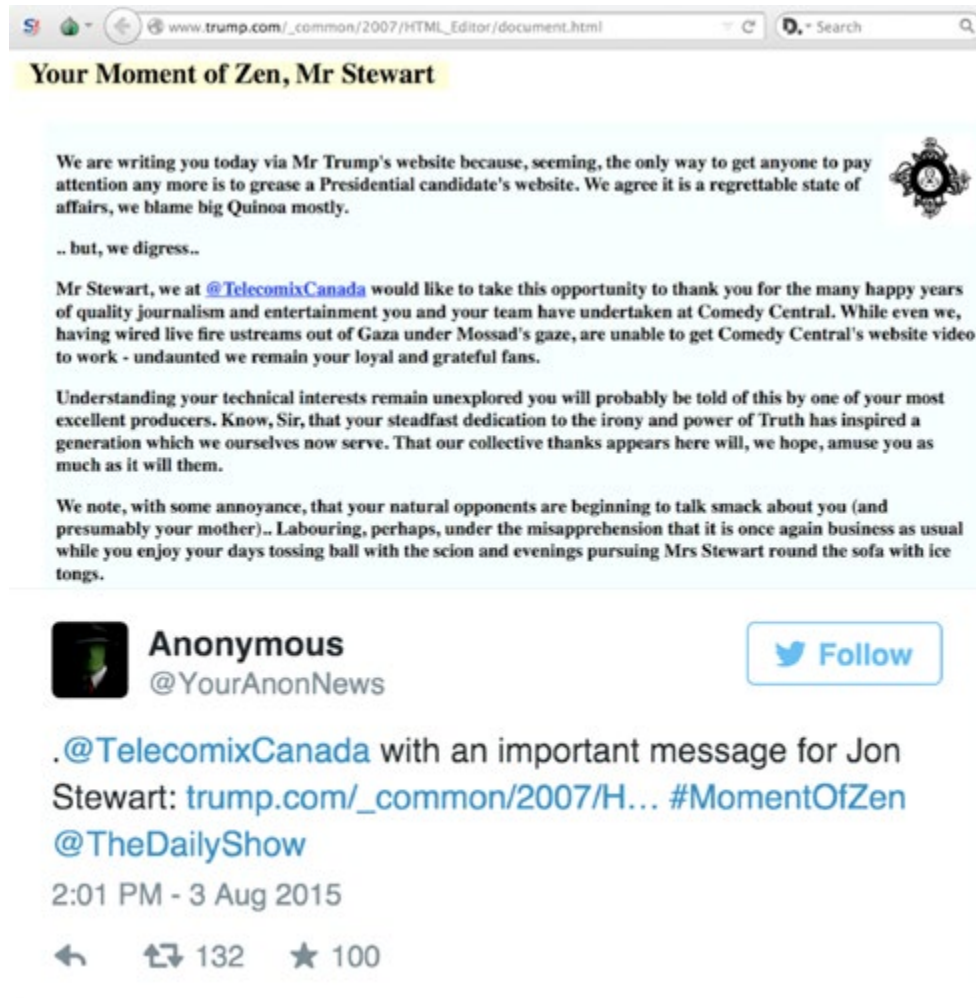 www.trump.com/_common/2007/HTML_Editor/document.html
Search
Your Moment of Zen, Mr Stewart
We are writing you today via Mr Trump's website because, seeming, the only way to get anyone to pay
attention any more is to grease a Presidential candidate's website. We agree it is a regrettable state of
affairs, we blame big Quinoa mostly.
.. but, we digress..
Mr Stewart, we at @TelecomixCanada would like to take this opportunity to thank you for the many happy years
of quality journalism and entertainment you and your team have undertaken at Comedy Central. While even we,
having wired live fire ustreams out of Gaza under Mossad's gaze, are unable to get Comedy Central's website video
to work - undaunted we remain your loyal and grateful fans.
Understanding your technical interests remain unexplored you will probably be told of this by one of your most
excellent producers. Know, Sir, that your steadfast dedication to the irony and power of Truth has inspired a
generation which we ourselves now serve. That our collective thanks appears here will, we hope, amuse you as
much as it will them.
We note, with some annoyance, that your natural opponents are beginning to talk smack about you (and
presumably your mother).. Labouring, perhaps, under the misapprehension that it is once again business as usual
while you enjoy your days tossing ball with the scion and evenings pursuing Mrs Stewart round the sofa with ice
tongs.
Anonymous
@YourAnonNews
Follow
.@TelecomixCanada with an important message for Jon
Stewart: trump.com/_common/2007/H... #MomentOfZen
@TheDailyShow
2:01 PM - 3 Aug 2015
132 100